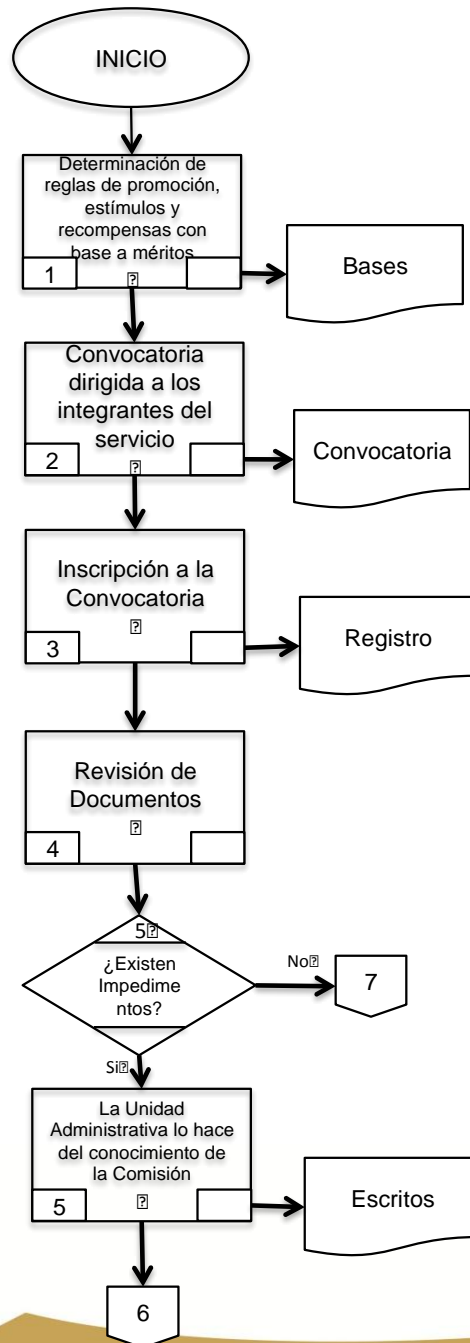 INICIO
Determinación de
reglas de promoción,
estímulos y
recompensas con
base a méritos
1
Bases
Convocatoria
dirigida a los
integrantes del
servicio
2
Convocatoria
Inscripción a la
Convocatoria
3
Registro
Revisión de
Documentos
4
5
¿Existen
Impedime
ntos?
No
7
Si
La Unidad
Administrativa lo hace
del conocimiento de
la Comisión
5
Escritos
6